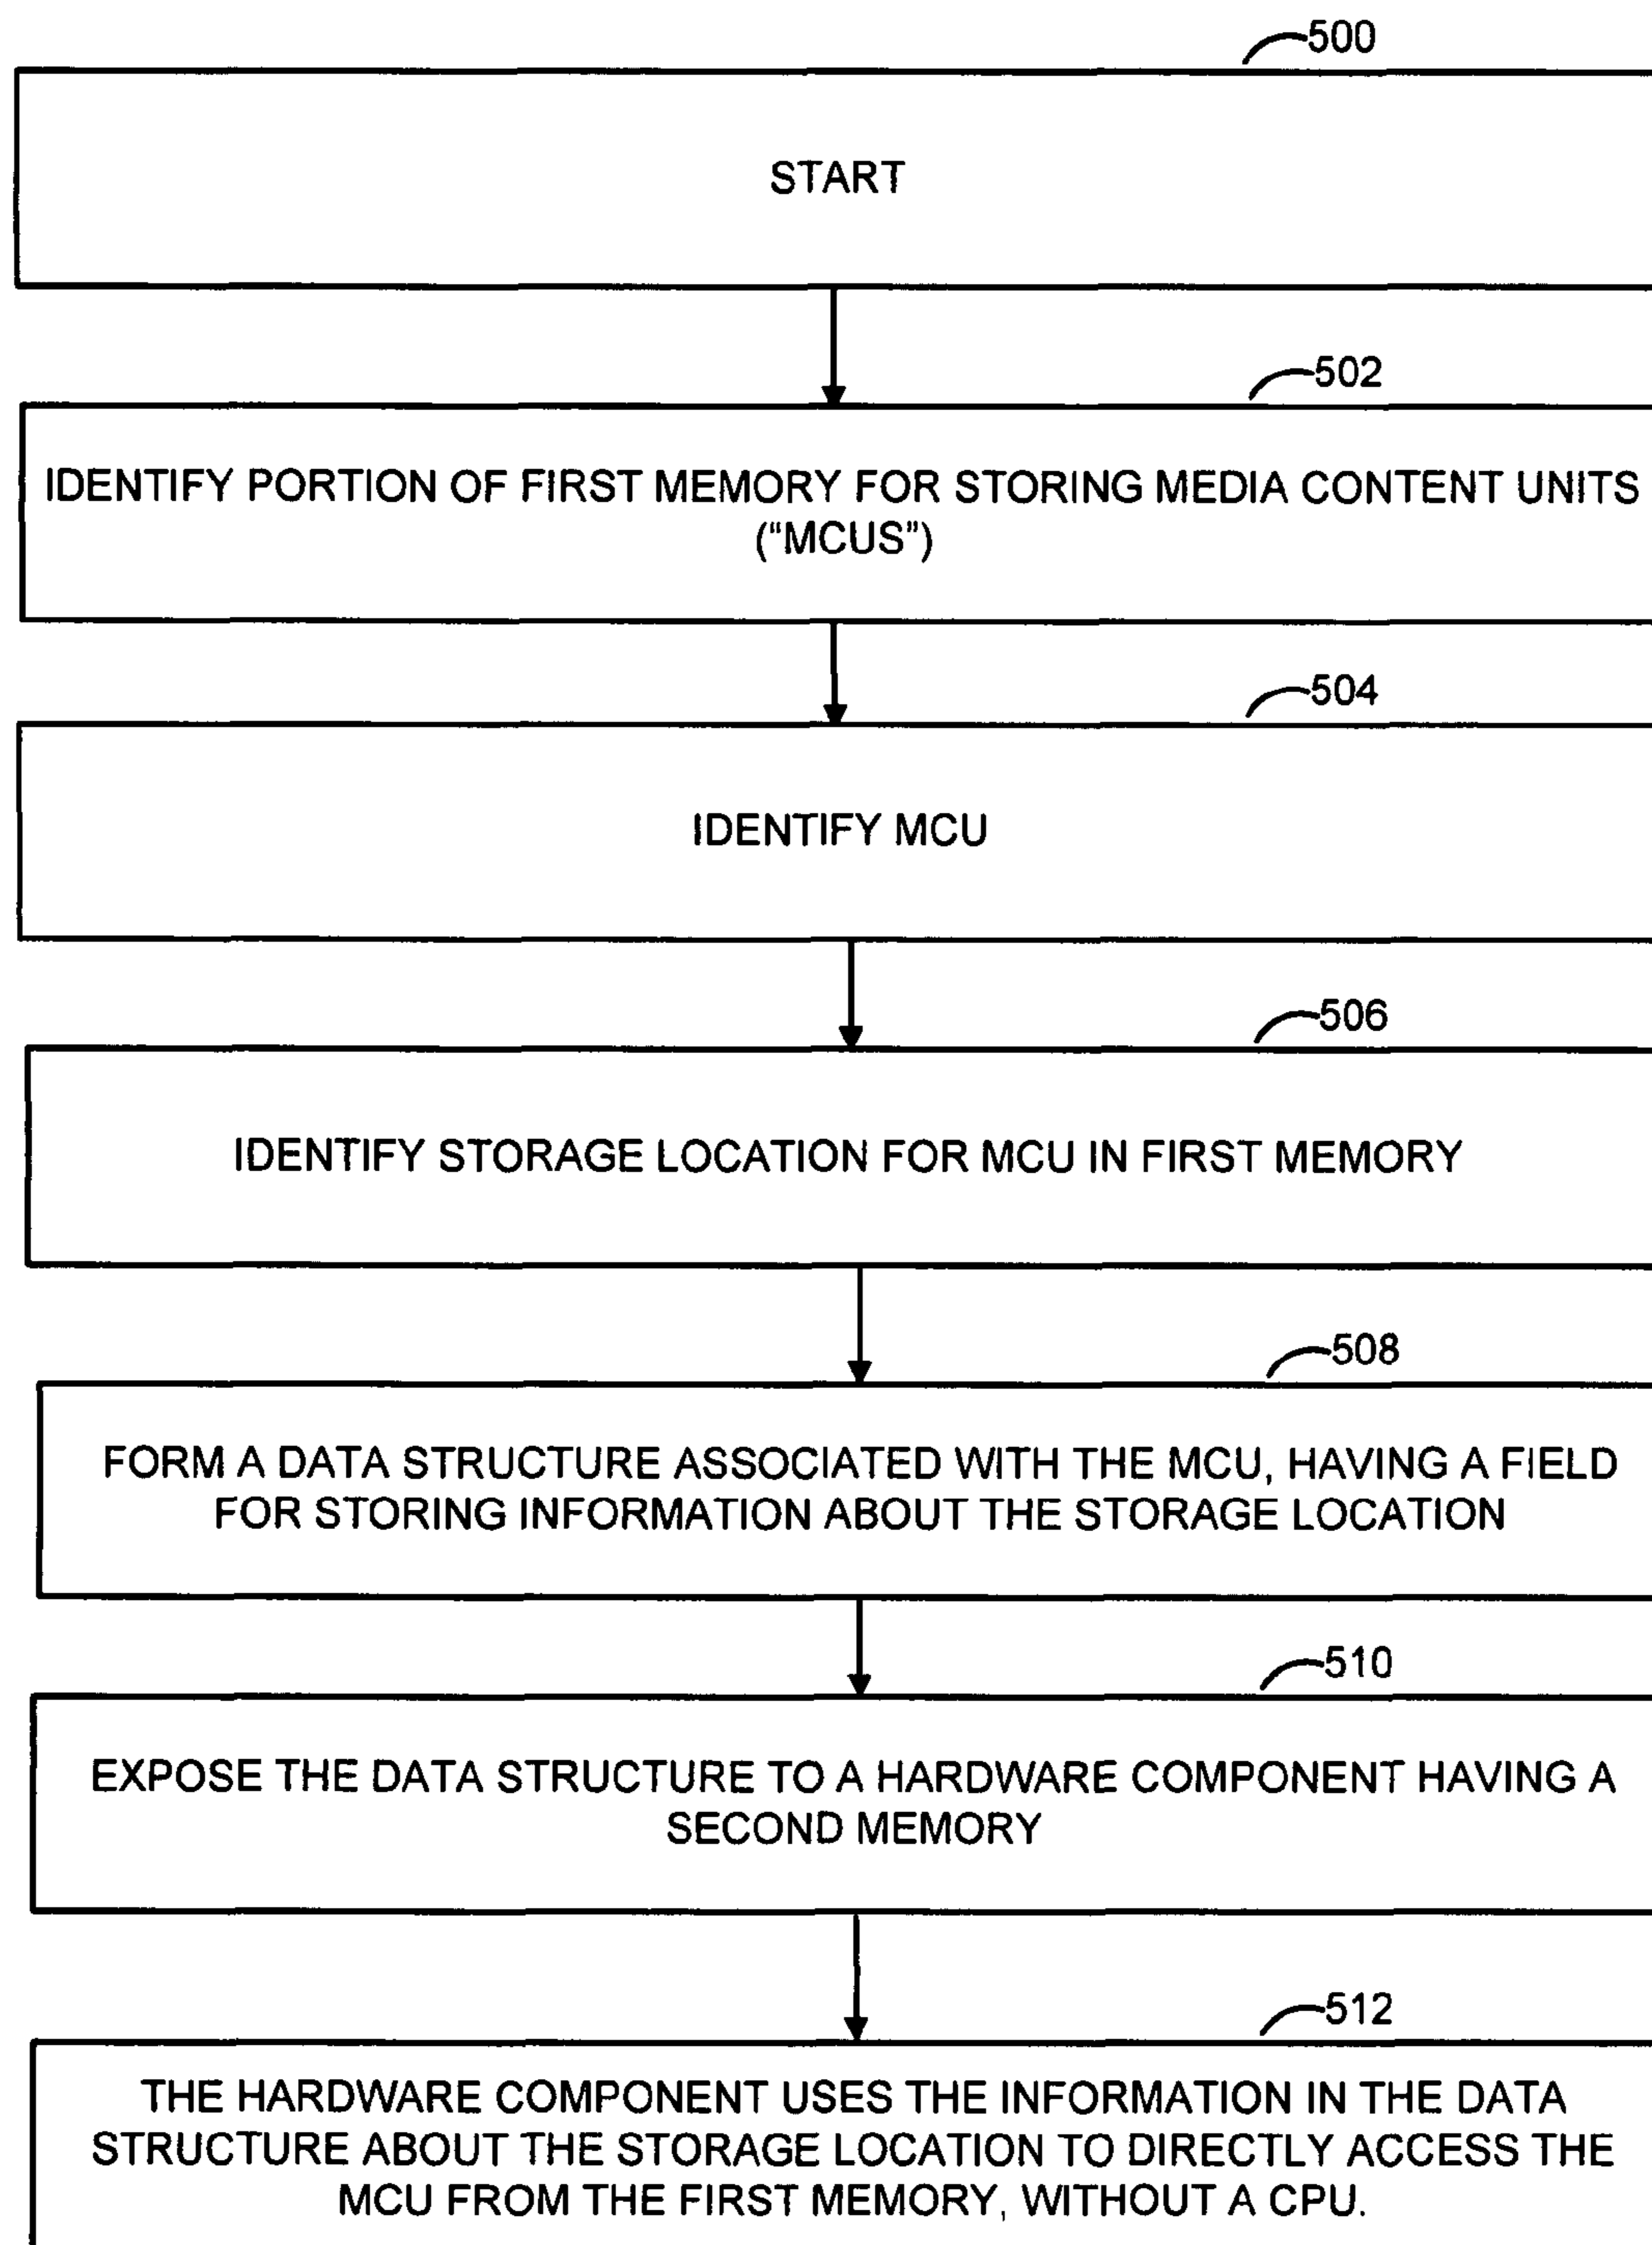 500
START
502
IDENTIFY PORTION OF FIRST MEMORY FOR STORING MEDIA CONTENT UNITS
(“MCUS”)
504
IDENTIFY MCU
506
IDENTIFY STORAGE LOCATION FOR MCU IN FIRST MEMORY
508
FORM A DATA STRUCTURE ASSOCIATED WITH THE MCU, HAVING A FIELD
FOR STORING INFORMATION ABOUT THE STORAGE LOCATION
510
EXPOSE THE DATA STRUCTURE TO A HARDWARE COMPONENT HAVING A
SECOND MEMORY
512
THE HARDWARE COMPONENT USES THE INFORMATION IN THE DATA
STRUCTURE ABOUT THE STORAGE LOCATION TO DIRECTLY ACCESS THE
MCU FROM THE FIRST MEMORY, WITHOUT A CPU.